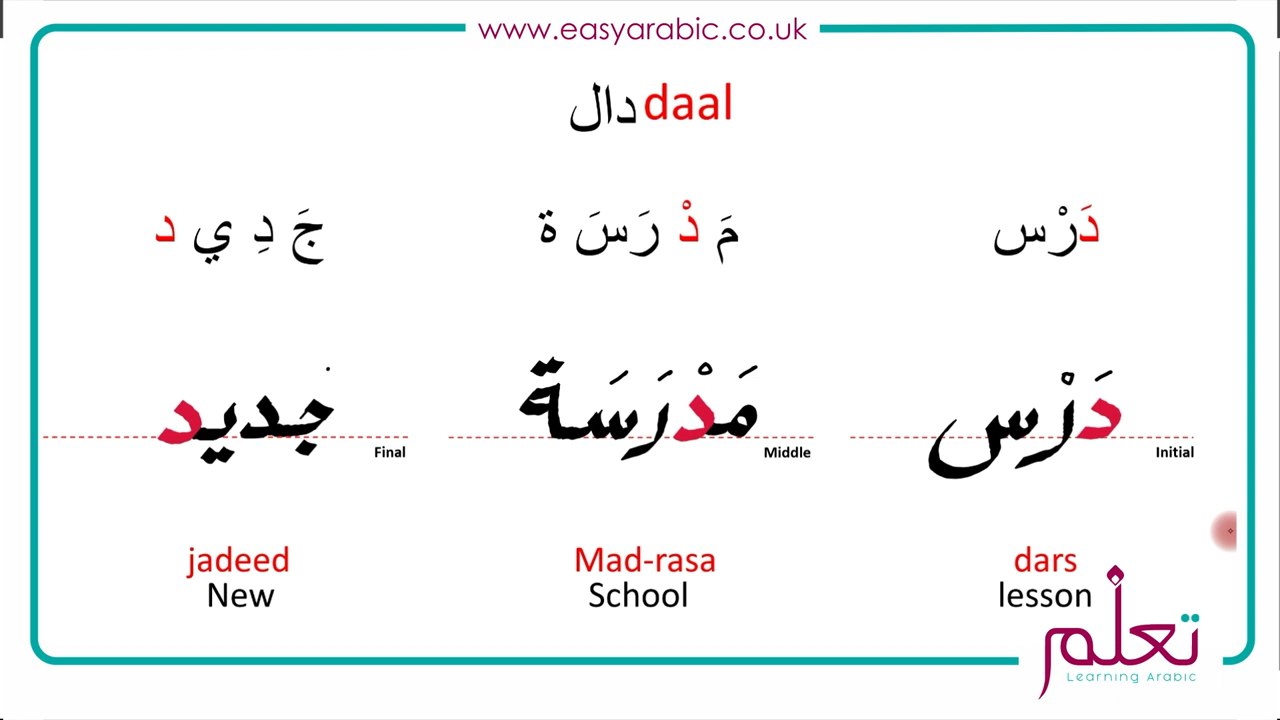 www.easyarabic.co.uk
دال daal
دَرْس
مَ دْ رَسَ ة
جَ دِ ي د
دَرْس
Initial
مَدْرَسَة
Middle
جديد
Final
dars
lesson
Mad-rasa
School
jadeed
New
تعلم
Learning Arabic